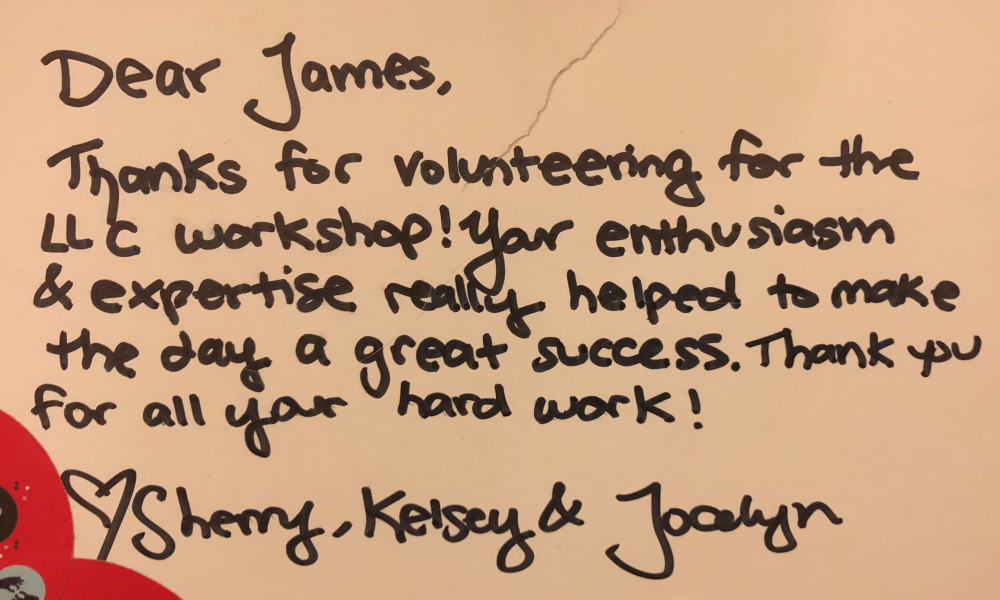 Dear James,
Thanks for volunteering for the
LLC workshop! Your enthusiasm
& expertise really helped to make
the day a great success. Thank you
for all your hard work!
♡ Sherry, Kelsey & Jocelyn